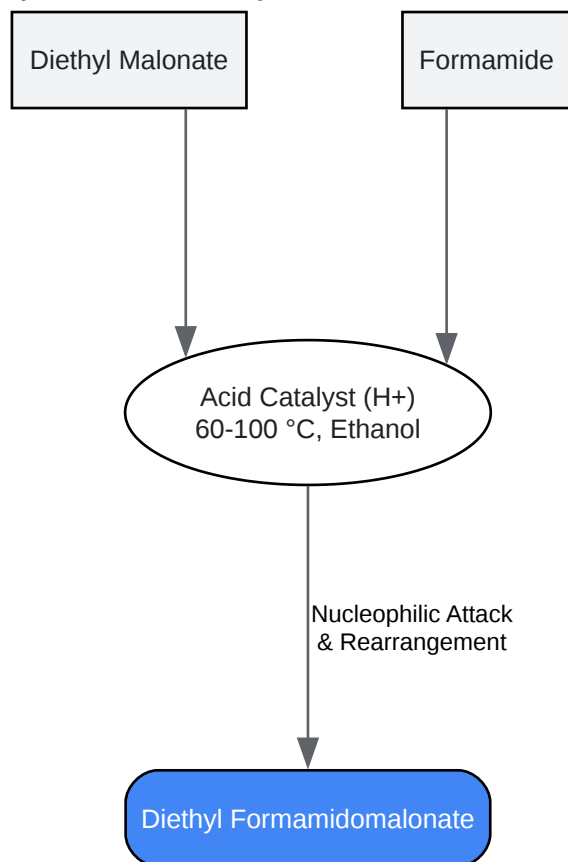 Diethyl Malonate
Formamide
Acid Catalyst (H+)
60-100 °C, Ethanol
Nucleophilic Attack
& Rearrangement
Diethyl Formamidomalonate